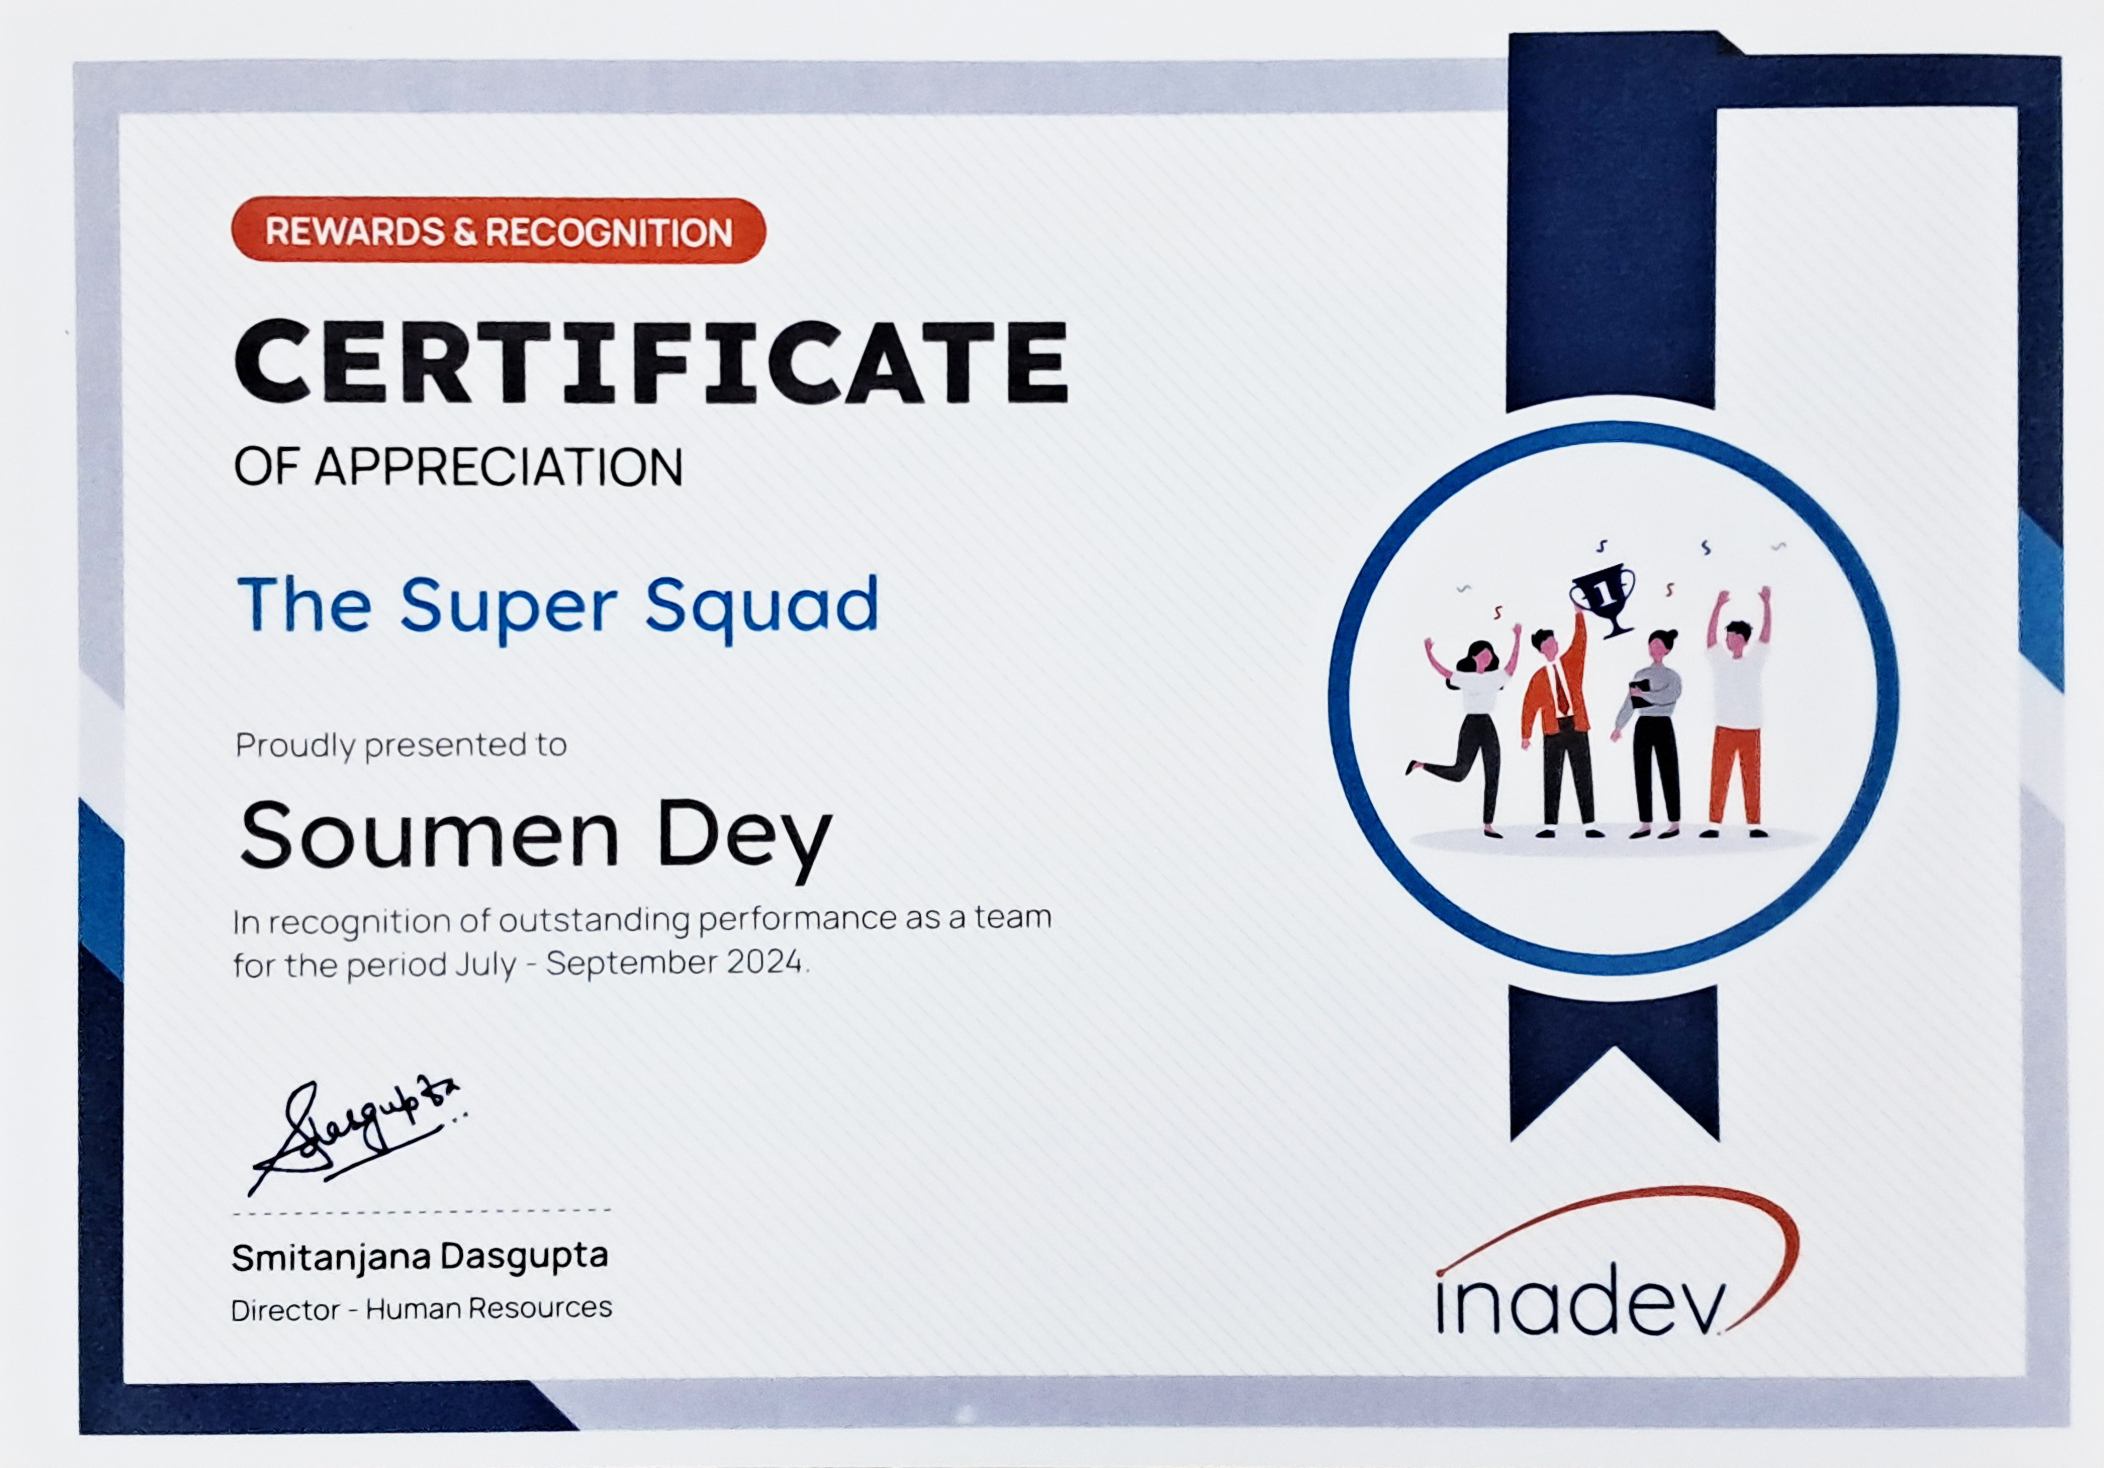 REWARDS & RECOGNITION
CERTIFICATE
OF APPRECIATION
The Super Squad
Proudly presented to
Soumen Dey
In recognition of outstanding performance as a team
for the period July - September 2024.
SDasgupta
Smitanjana Dasgupta
Director - Human Resources
1
inadev